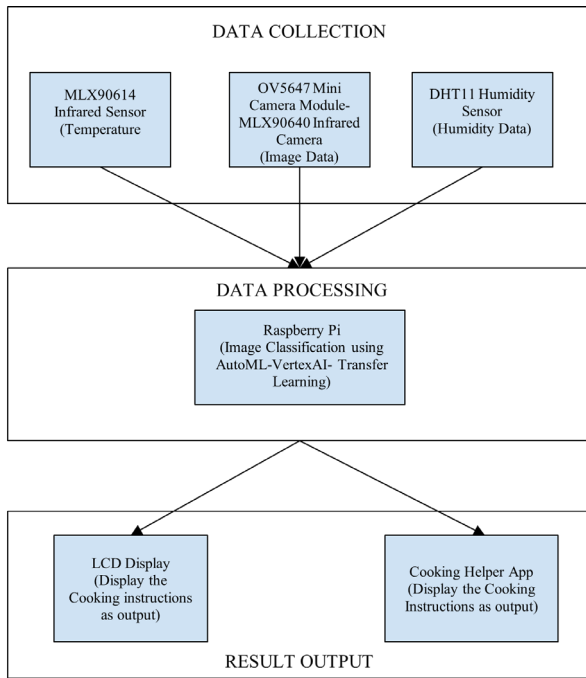 DATA COLLECTION
MLX90614
Infrared Sensor
(Temperature
OV5647 Mini
Camera Module-
MLX90640 Infrared
Camera
(Image Data)
DHT11 Humidity
Sensor
(Humidity Data)
DATA PROCESSING
Raspberry Pi
(Image Classification using
AutoML-VertexAI- Transfer
Learning)
LCD Display
(Display the
Cooking instructions
as output)
Cooking Helper App
(Display the Cooking
Instructions as output)
RESULT OUTPUT